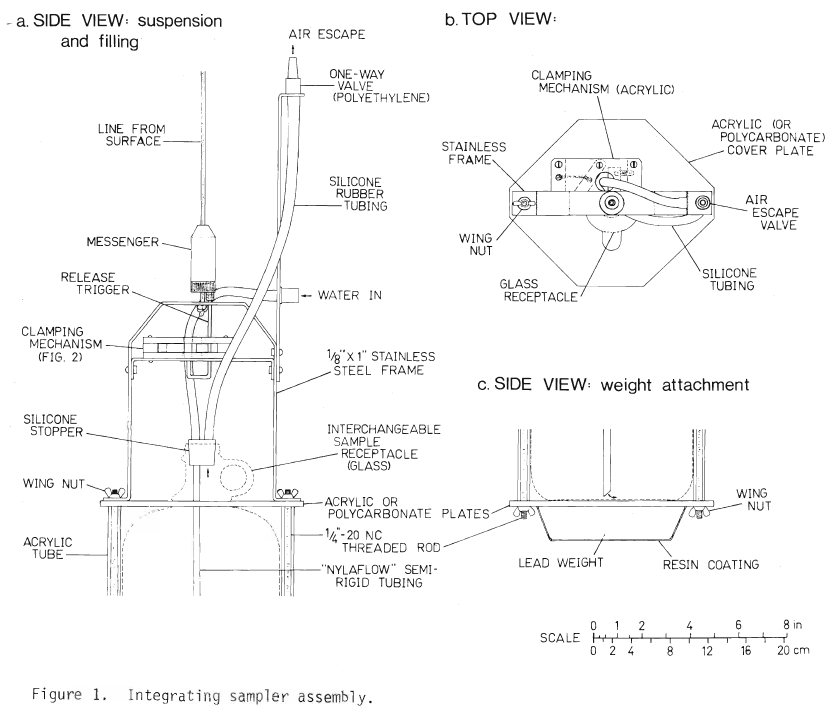 a. SIDE VIEW: suspension
and filling
AIR ESCAPE
ONE-WAY
VALVE
(POLYETHYLENE)
LINE FROM
SURFACE
SILICONE
RUBBER
TUBING
MESSENGER
RELEASE
TRIGGER
WATER IN
CLAMPING
MECHANISM
(FIG. 2)
1/8" X 1" STAINLESS
STEEL FRAME
SILICONE
STOPPER
INTERCHANGEABLE
SAMPLE
RECEPTACLE
(GLASS)
WING NUT
ACRYLIC OR
POLYCARBONATE PLATES
ACRYLIC
TUBE
1/4"-20 NC
THREADED ROD
"NYLAFLOW" SEMI-
RIGID TUBING
b. TOP VIEW:
CLAMPING
MECHANISM (ACRYLIC)
STAINLESS
FRAME
ACRYLIC (OR
POLYCARBONATE)
COVER PLATE
WING
NUT
AIR
ESCAPE
VALVE
GLASS
RECEPTACLE
SILICONE
TUBING
c. SIDE VIEW: weight attachment
WING
NUT
LEAD WEIGHT
RESIN COATING
SCALE
0 1 2 4 6 8 in
0 2 4 8 12 16 20 cm
Figure 1. Integrating sampler assembly.